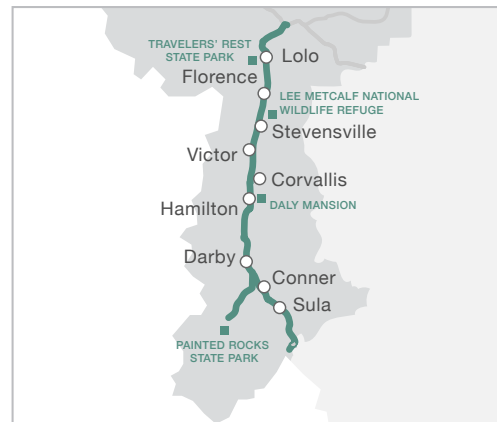 TRAVELERS' REST
STATE PARK
Lolo
Florence
LEE METCALF NATIONAL
WILDLIFE REFUGE
Stevensville
Victor
Corvallis
Hamilton
DALY MANSION
Darby
Conner
Sula
PAINTED ROCKS
STATE PARK